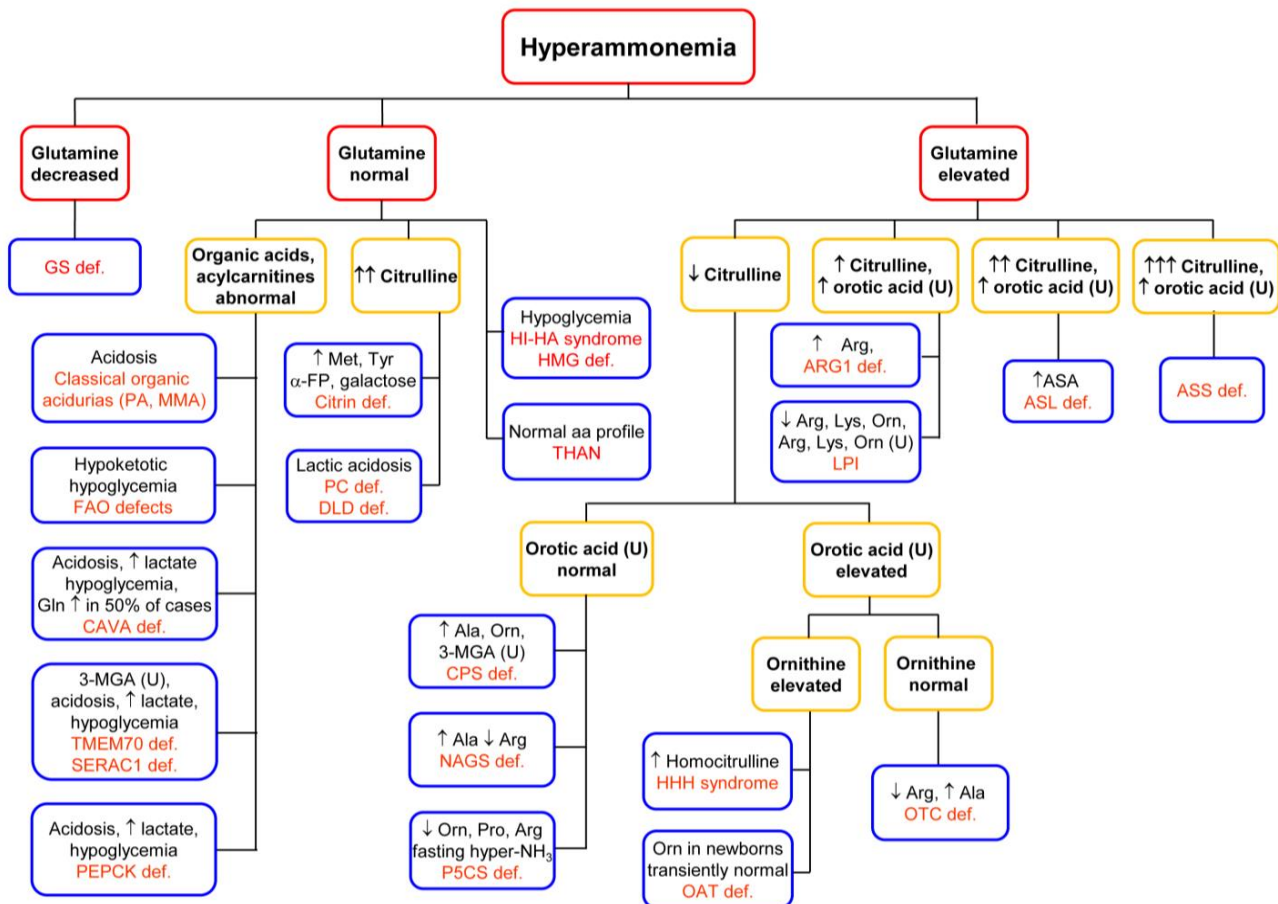 Hyperammonemia
Glutamine
decreased
Glutamine
normal
Glutamine
elevated
GS def.
Organic acids,
acylcarnitines
abnormal
↑↑ Citrulline
↓ Citrulline
↑ Citrulline,
↑ orotic acid (U)
↑↑ Citrulline,
↑ orotic acid (U)
↑↑↑ Citrulline,
↑ orotic acid (U)
Acidosis
Classical organic
acidurias (PA, MMA)
Hypoketotic
hypoglycemia
FAO defects
Acidosis, ↑ lactate
hypoglycemia,
Gln ↑ in 50% of cases
CAVA def.
3-MGA (U),
acidosis, ↑ lactate,
hypoglycemia
TMEM70 def.
SERAC1 def.
Acidosis, ↑ lactate,
hypoglycemia
PEPCK def.
↑ Met, Tyr
α-FP, galactose
Citrin def.
Lactic acidosis
PC def.
DLD def.
Hypoglycemia
HI-HA syndrome
HMG def.
Normal aa profile
THAN
↑ Arg,
ARG1 def.
↓ Arg, Lys, Orn,
Arg, Lys, Orn (U)
LPI
↑ASA
ASL def.
ASS def.
Orotic acid (U)
normal
Orotic acid (U)
elevated
↑ Ala, Orn,
3-MGA (U)
CPS def.
↑ Ala ↓ Arg
NAGS def.
↓ Orn, Pro, Arg
fasting hyper-NH₃
P5CS def.
Ornithine
elevated
Ornithine
normal
↑ Homocitrulline
HHH syndrome
Orn in newborns
transiently normal
OAT def.
↓ Arg, ↑ Ala
OTC def.